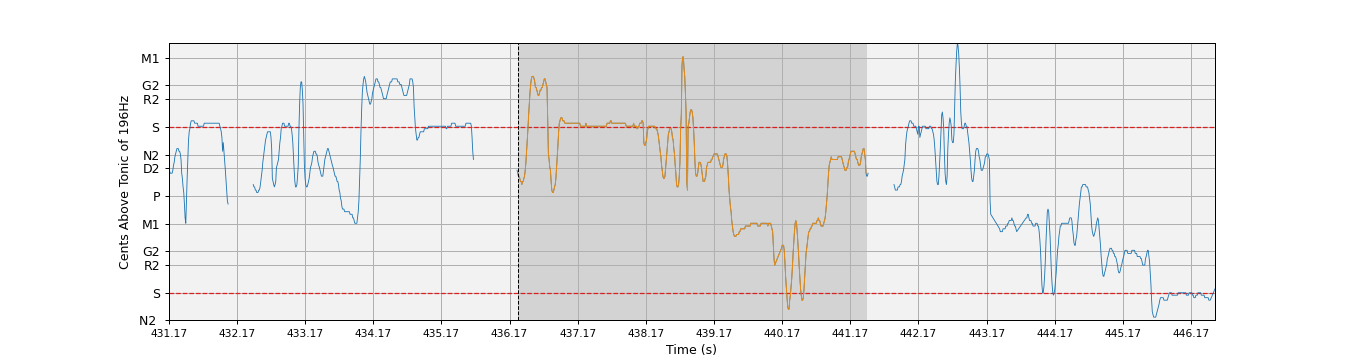 Cents Above Tonic of 196Hz
M1
G2
R2
S
N2
D2
P
M1
G2
R2
S
N2
431.17 432.17 433.17 434.17 435.17 436.17 437.17 438.17 439.17 440.17 441.17 442.17 443.17 444.17 445.17 446.17
Time (s)